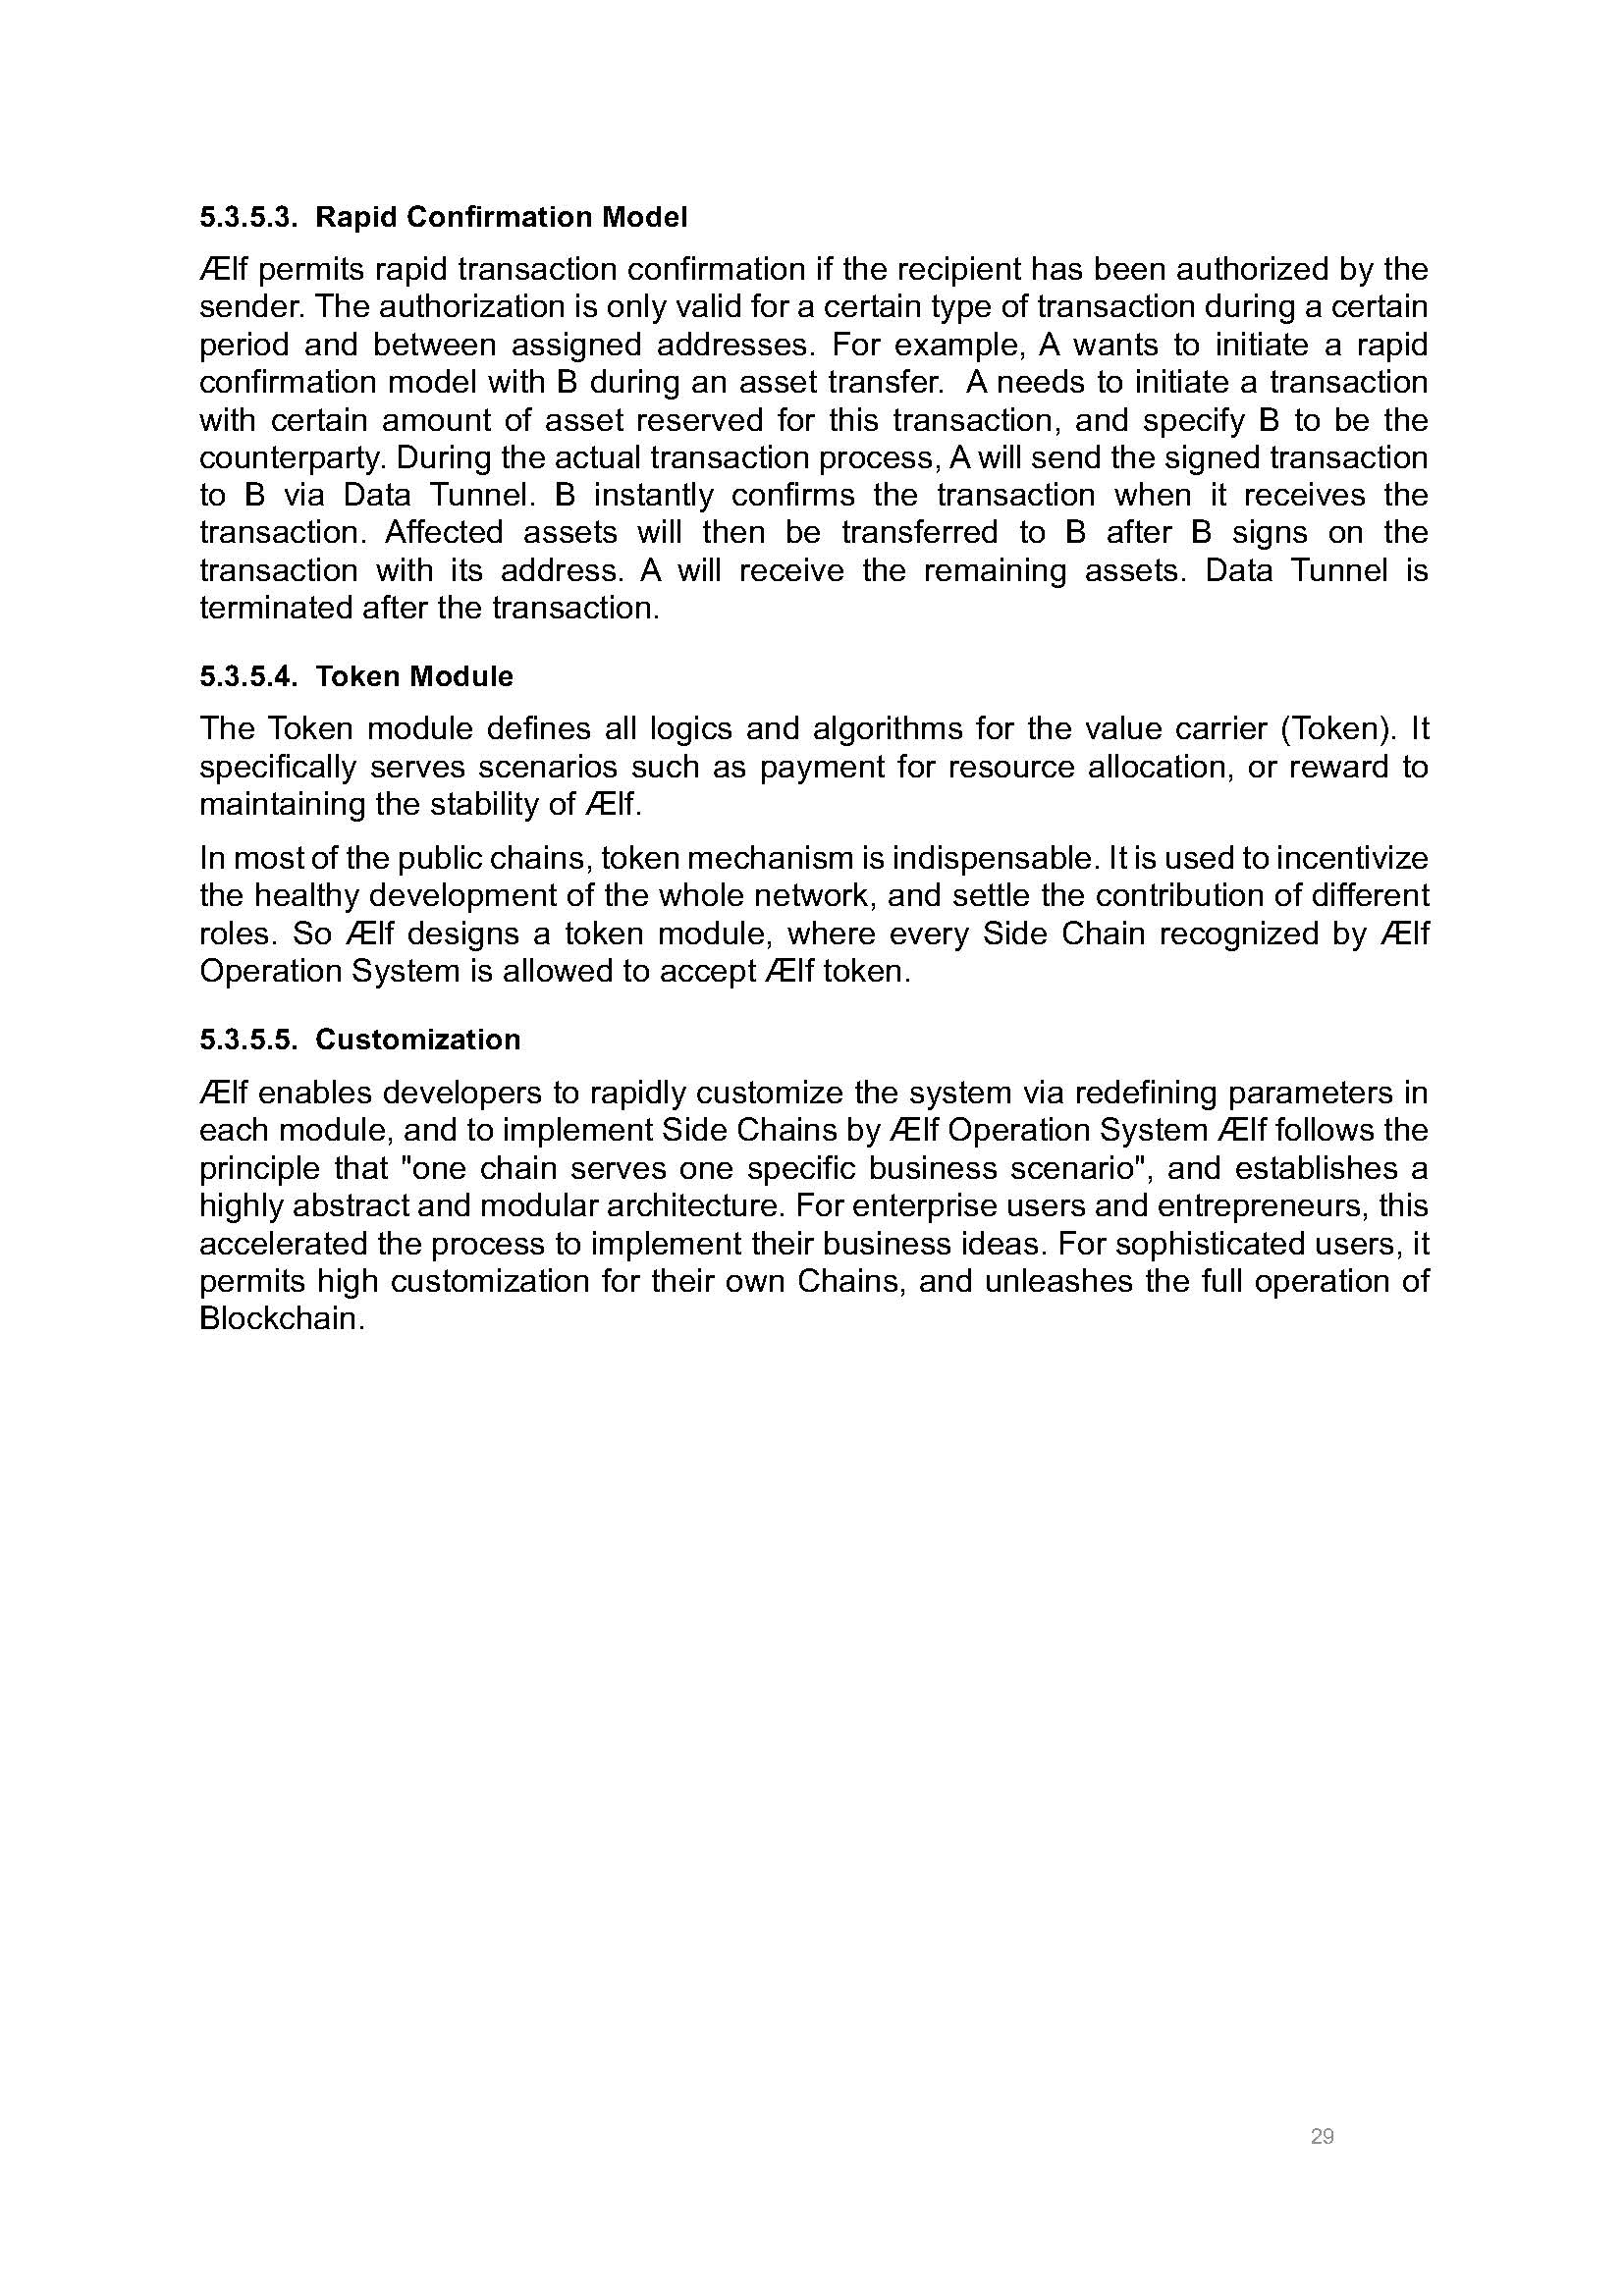 5.3.5.3. Rapid Confirmation Model
Ælf permits rapid transaction confirmation if the recipient has been authorized by the
sender. The authorization is only valid for a certain type of transaction during a certain
period and between assigned addresses. For example, A wants to initiate a rapid
confirmation model with B during an asset transfer.  A needs to initiate a transaction
with certain amount of asset reserved for this transaction, and specify B to be the
counterparty. During the actual transaction process, A will send the signed transaction
to B via Data Tunnel. B instantly confirms the transaction when it receives the
transaction. Affected assets will then be transferred to B after B signs on the
transaction with its address. A will receive the remaining assets. Data Tunnel is
terminated after the transaction.
5.3.5.4. Token Module
The Token module defines all logics and algorithms for the value carrier (Token). It
specifically serves scenarios such as payment for resource allocation, or reward to
maintaining the stability of Ælf.
In most of the public chains, token mechanism is indispensable. It is used to incentivize
the healthy development of the whole network, and settle the contribution of different
roles. So Ælf designs a token module, where every Side Chain recognized by Ælf
Operation System is allowed to accept Ælf token.
5.3.5.5. Customization
Ælf enables developers to rapidly customize the system via redefining parameters in
each module, and to implement Side Chains by Ælf Operation System Ælf follows the
principle that "one chain serves one specific business scenario", and establishes a
highly abstract and modular architecture. For enterprise users and entrepreneurs, this
accelerated the process to implement their business ideas. For sophisticated users, it
permits high customization for their own Chains, and unleashes the full operation of
Blockchain.
29